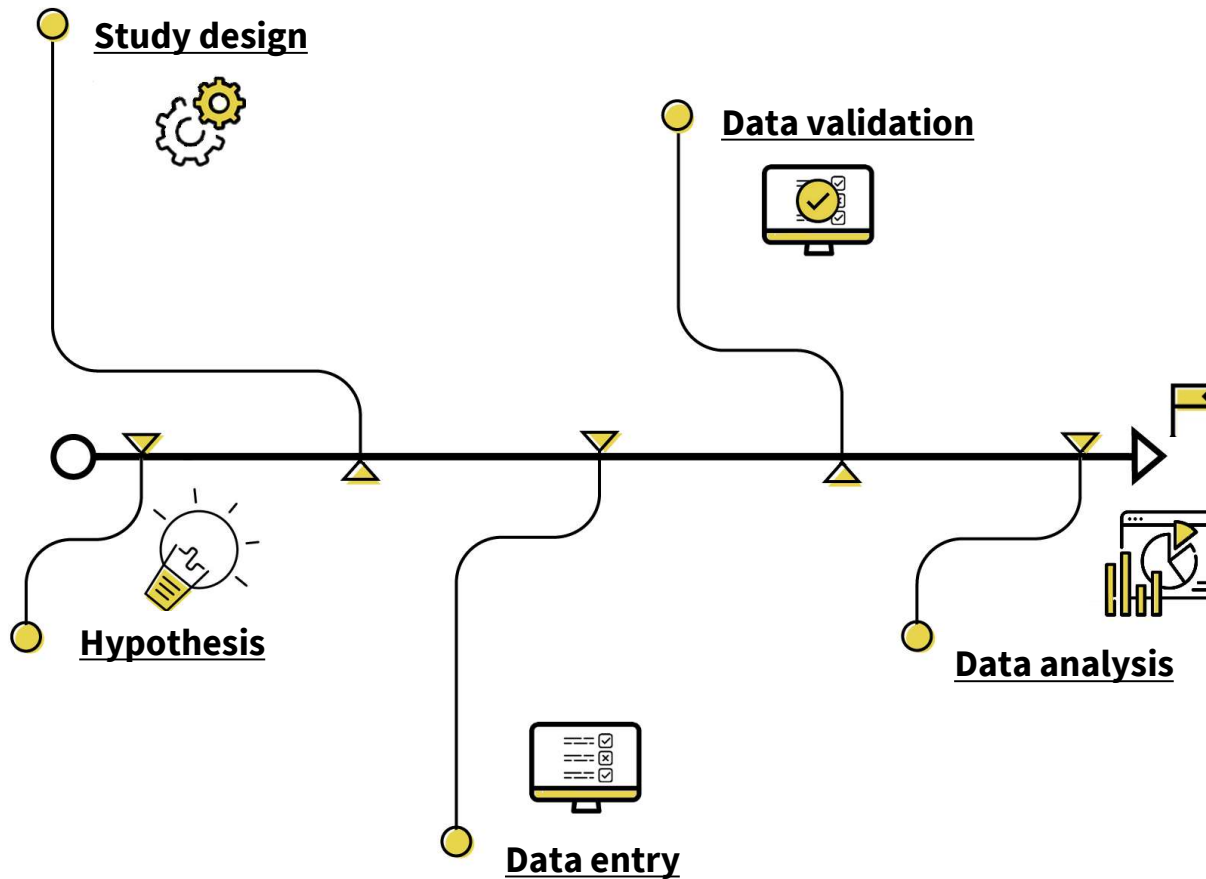 Study design
Data validation
Hypothesis
Data analysis
Data entry